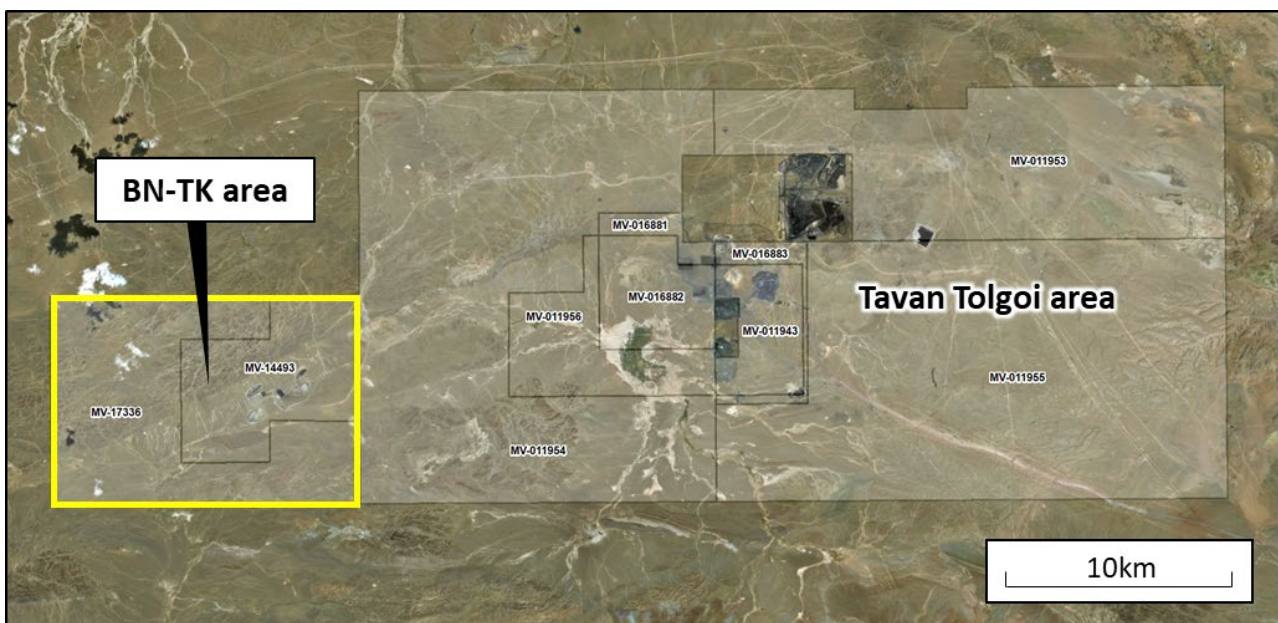 MV-011953
BN-TK area
MV-016881
MV-016883
MV-016882
Tavan Tolgoi area
MV-011956
MV-011943
MV-14493
MV-011955
MV-17336
MV-011954
10km